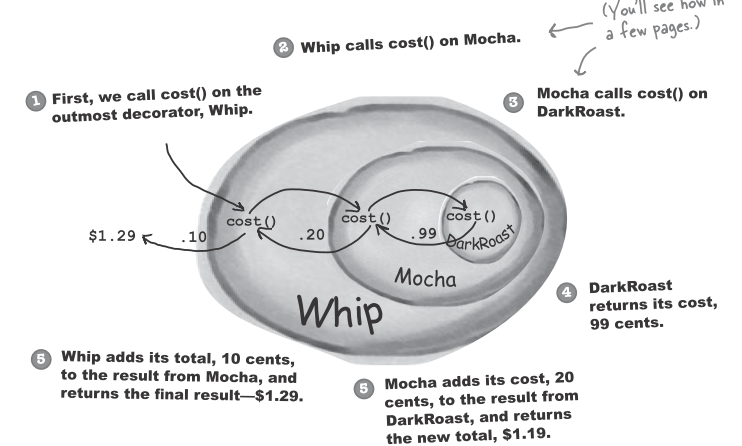 (You'll see how in
a few pages.)
2 Whip calls cost() on Mocha.
1 First, we call cost() on the
outmost decorator, Whip.
3 Mocha calls cost() on
DarkRoast.
cost()
cost()
cost()
$1.29
.10
.20
.99
DarkRoast
Mocha
Whip
4 DarkRoast
returns its cost,
99 cents.
5 Whip adds its total, 10 cents,
to the result from Mocha, and
returns the final result—$1.29.
5 Mocha adds its cost, 20
cents, to the result from
DarkRoast, and returns
the new total, $1.19.